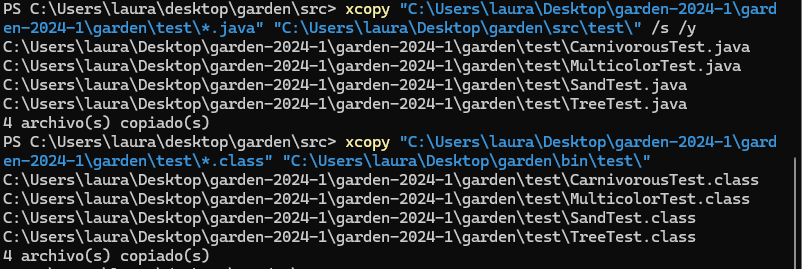 PS C:\Users\laura\desktop\garden\src> xcopy "C:\Users\laura\Desktop\garden-2024-1\gard
en-2024-1\garden\test\*.java" "C:\Users\laura\Desktop\garden\src\test\" /s /y
C:\Users\laura\Desktop\garden-2024-1\garden-2024-1\garden\test\CarnivorousTest.java
C:\Users\laura\Desktop\garden-2024-1\garden-2024-1\garden\test\MulticolorTest.java
C:\Users\laura\Desktop\garden-2024-1\garden-2024-1\garden\test\SandTest.java
C:\Users\laura\Desktop\garden-2024-1\garden-2024-1\garden\test\TreeTest.java
4 archivo(s) copiado(s)
PS C:\Users\laura\desktop\garden\src> xcopy "C:\Users\laura\Desktop\garden-2024-1\gard
en-2024-1\garden\test\*.class" "C:\Users\laura\Desktop\garden\bin\test\"
C:\Users\laura\Desktop\garden-2024-1\garden-2024-1\garden\test\CarnivorousTest.class
C:\Users\laura\Desktop\garden-2024-1\garden-2024-1\garden\test\MulticolorTest.class
C:\Users\laura\Desktop\garden-2024-1\garden-2024-1\garden\test\SandTest.class
C:\Users\laura\Desktop\garden-2024-1\garden-2024-1\garden\test\TreeTest.class
4 archivo(s) copiado(s)